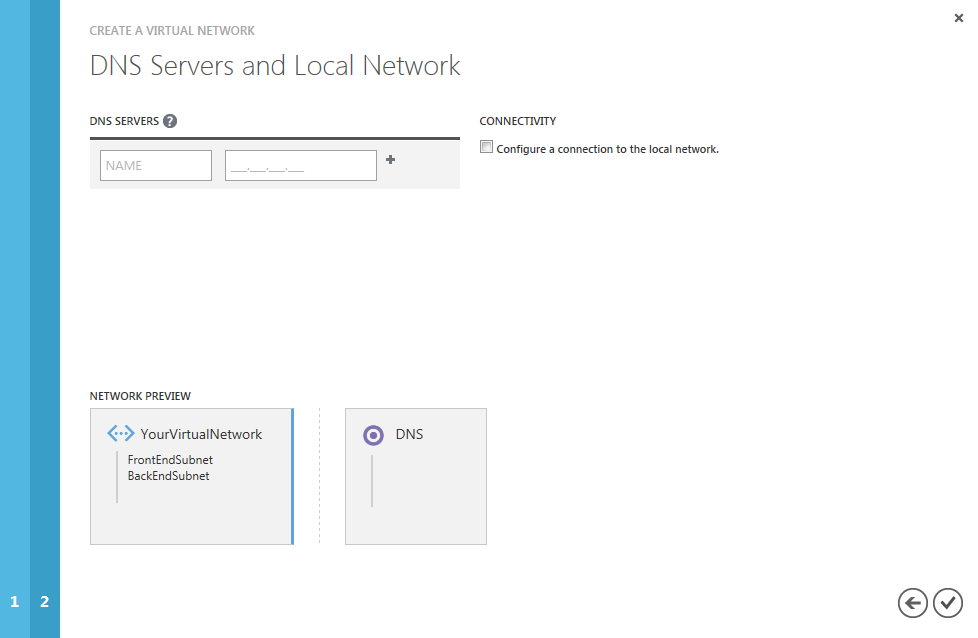 CREATE A VIRTUAL NETWORK
DNS Servers and Local Network
DNS SERVERS ?
NAME
___.___.___.___
CONNECTIVITY
Configure a connection to the local network.
NETWORK PREVIEW
YourVirtualNetwork
FrontEndSubnet
BackEndSubnet
DNS
1 2